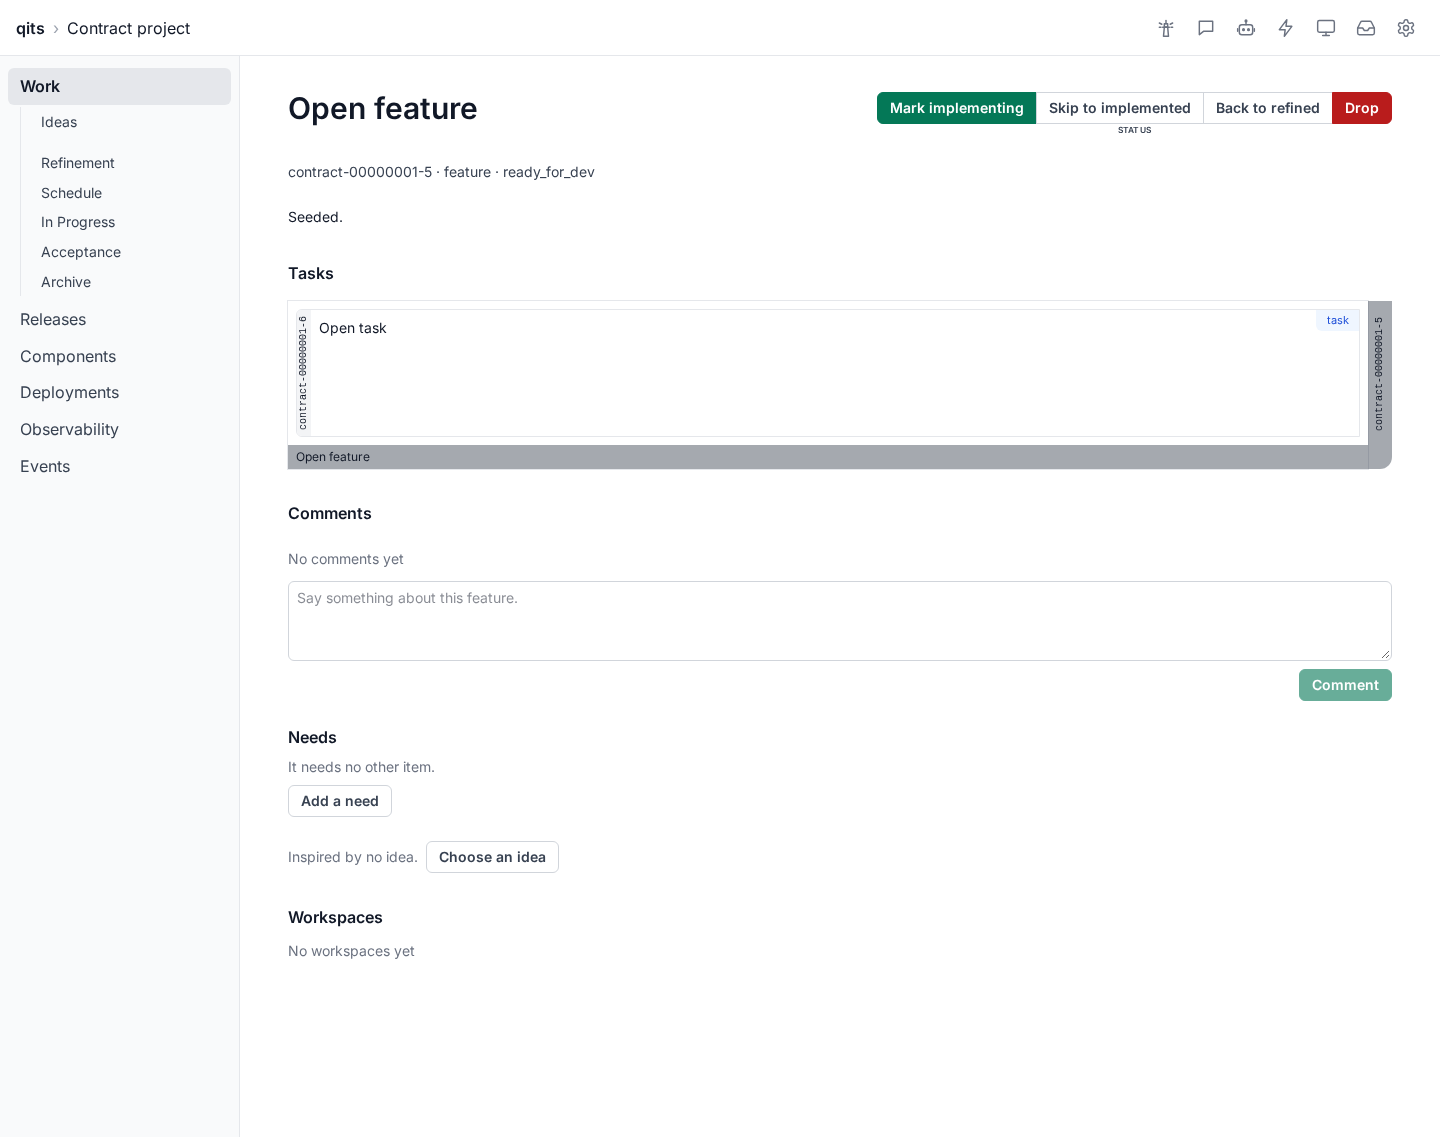 qits › Contract project
Work
Ideas
Refinement
Schedule
In Progress
Acceptance
Archive
Releases
Components
Deployments
Observability
Events
Open feature
Mark implementing
Skip to implemented
Back to refined
Drop
STATUS
contract-00000001-5 · feature · ready_for_dev
Seeded.
Tasks
contract-00000001-6
Open task
task
contract-00000001-5
Open feature
Comments
No comments yet
Say something about this feature.
Comment
Needs
It needs no other item.
Add a need
Inspired by no idea.
Choose an idea
Workspaces
No workspaces yet